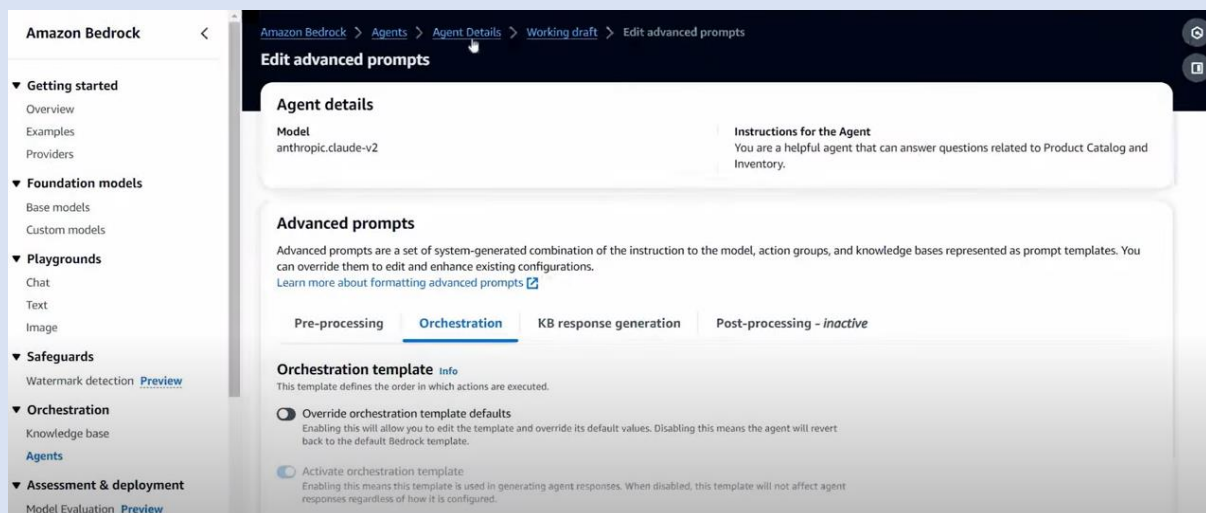 Amazon Bedrock
Getting started
Overview
Examples
Providers
Foundation models
Base models
Custom models
Playgrounds
Chat
Text
Image
Safeguards
Watermark detection Preview
Orchestration
Knowledge base
Agents
Assessment & deployment
Model Evaluation Preview
Amazon Bedrock > Agents > Agent Details > Working draft > Edit advanced prompts
Edit advanced prompts
Agent details
Model
anthropic.claude-v2
Instructions for the Agent
You are a helpful agent that can answer questions related to Product Catalog and
Inventory.
Advanced prompts
Advanced prompts are a set of system-generated combination of the instruction to the model, action groups, and knowledge bases represented as prompt templates. You
can override them to edit and enhance existing configurations.
Learn more about formatting advanced prompts
Pre-processing Orchestration KB response generation Post-processing - inactive
Orchestration template Info
This template defines the order in which actions are executed.
Override orchestration template defaults
Enabling this will allow you to edit the template and override its default values. Disabling this means the agent will revert
back to the default Bedrock template.
Activate orchestration template
Enabling this means this template is used in generating agent responses. When disabled, this template will not affect agent
responses regardless of how it is configured.